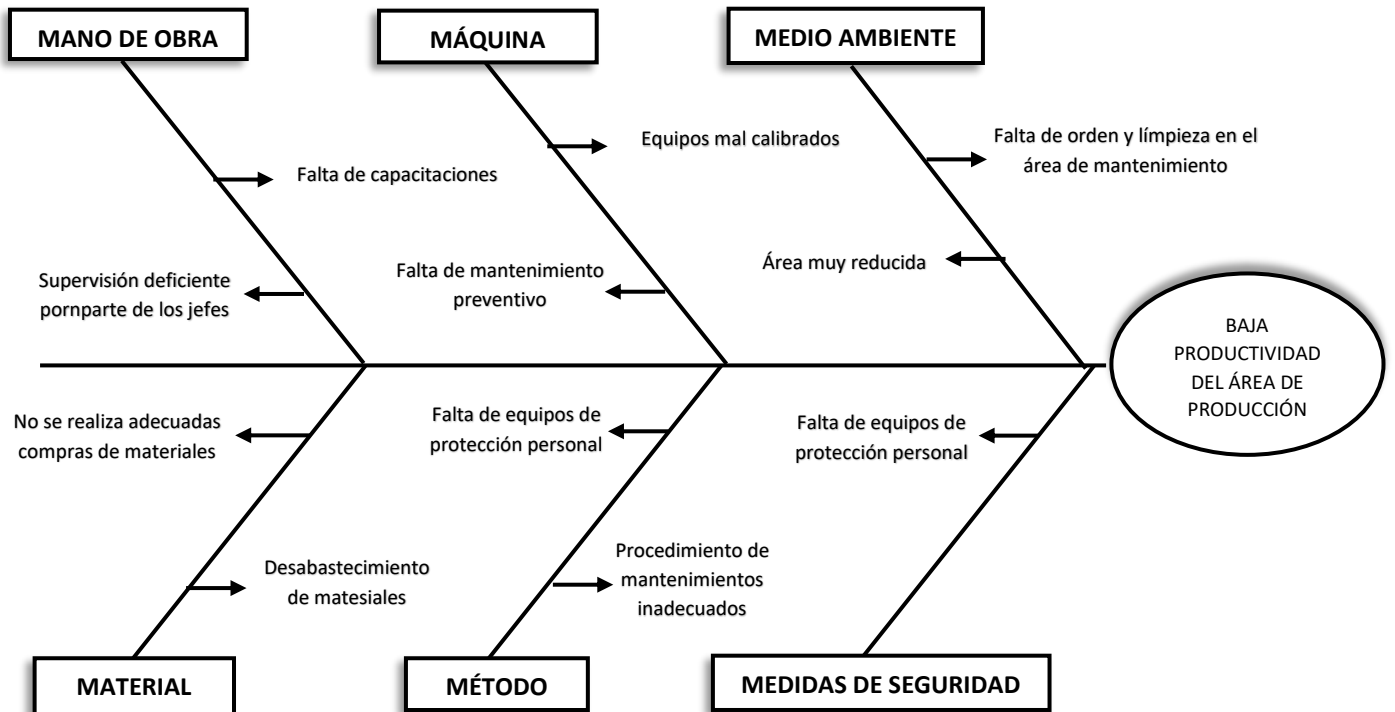 MANO DE OBRA
MÁQUINA
MEDIO AMBIENTE
Equipos mal calibrados
Falta de orden y límpieza en el
área de mantenimiento
Falta de capacitaciones
Área muy reducida
Falta de mantenimiento
preventivo
Supervisión deficiente
pornparte de los jefes
BAJA
PRODUCTIVIDAD
DEL ÁREA DE
PRODUCCIÓN
No se realiza adecuadas
compras de materiales
Falta de equipos de
protección personal
Falta de equipos de
protección personal
Desabastecimiento
de matesiales
Procedimiento de
mantenimientos
inadecuados
MATERIAL
MÉTODO
MEDIDAS DE SEGURIDAD